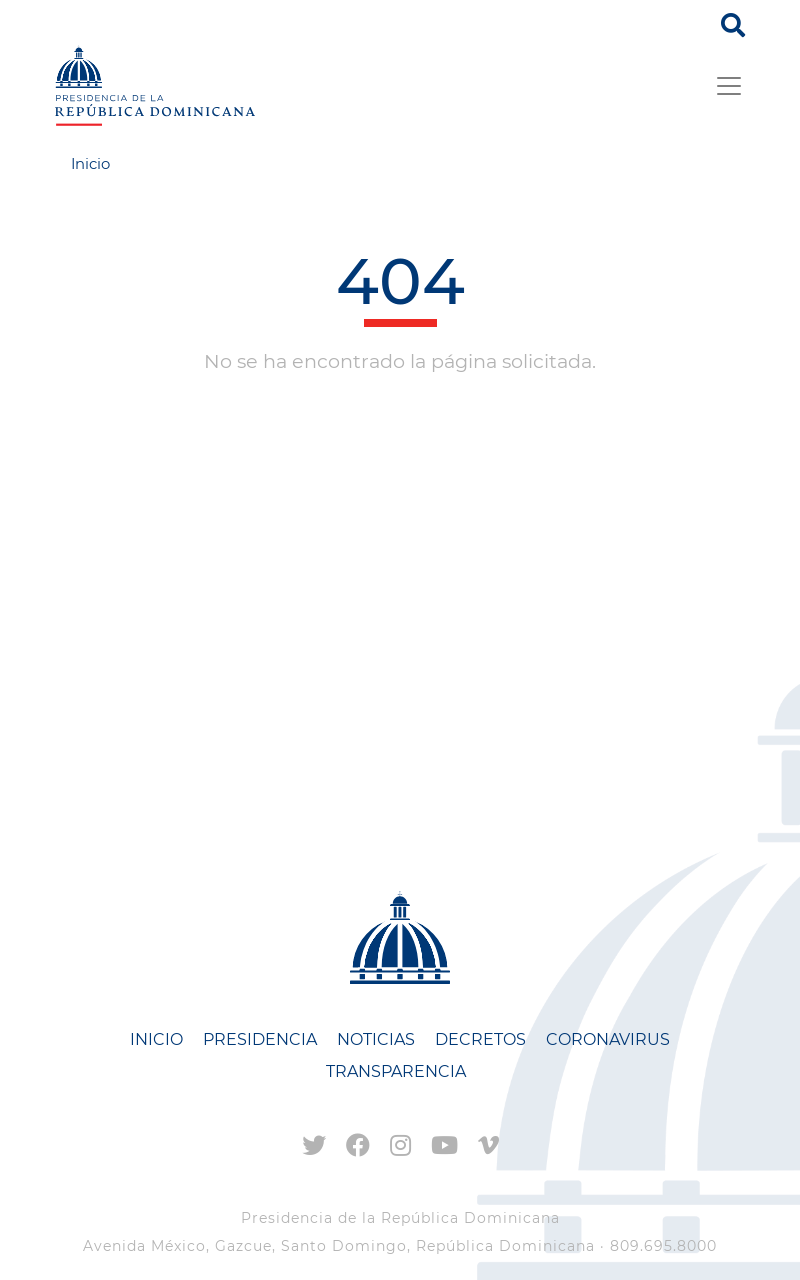 PRESIDENCIA DE LA
REPÚBLICA DOMINICANA
Inicio
404
No se ha encontrado la página solicitada.
INICIO PRESIDENCIA NOTICIAS DECRETOS CORONAVIRUS
TRANSPARENCIA
Presidencia de la República Dominicana
Avenida México, Gazcue, Santo Domingo, República Dominicana · 809.695.8000